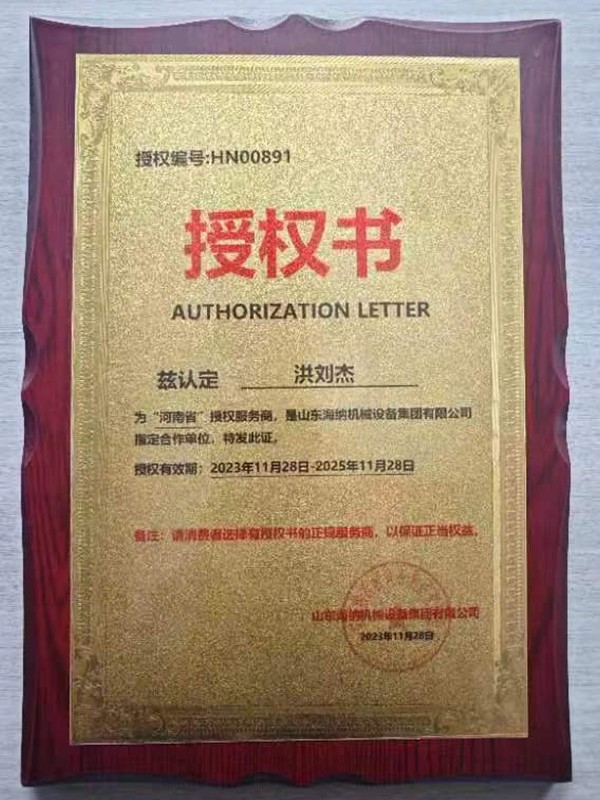 授权编号:HN00891
授权书
AUTHORIZATION LETTER
兹认定 洪刘杰
为“河南省”授权服务商，是山东海纳机械设备集团有限公司
指定合作单位，特发此证。
授权有效期：2023年11月28日-2025年11月28日
备注：请消费者选择有授权书的正规服务商，以保证正当权益。
山东海纳机械设备集团有限公司
2023年11月28日